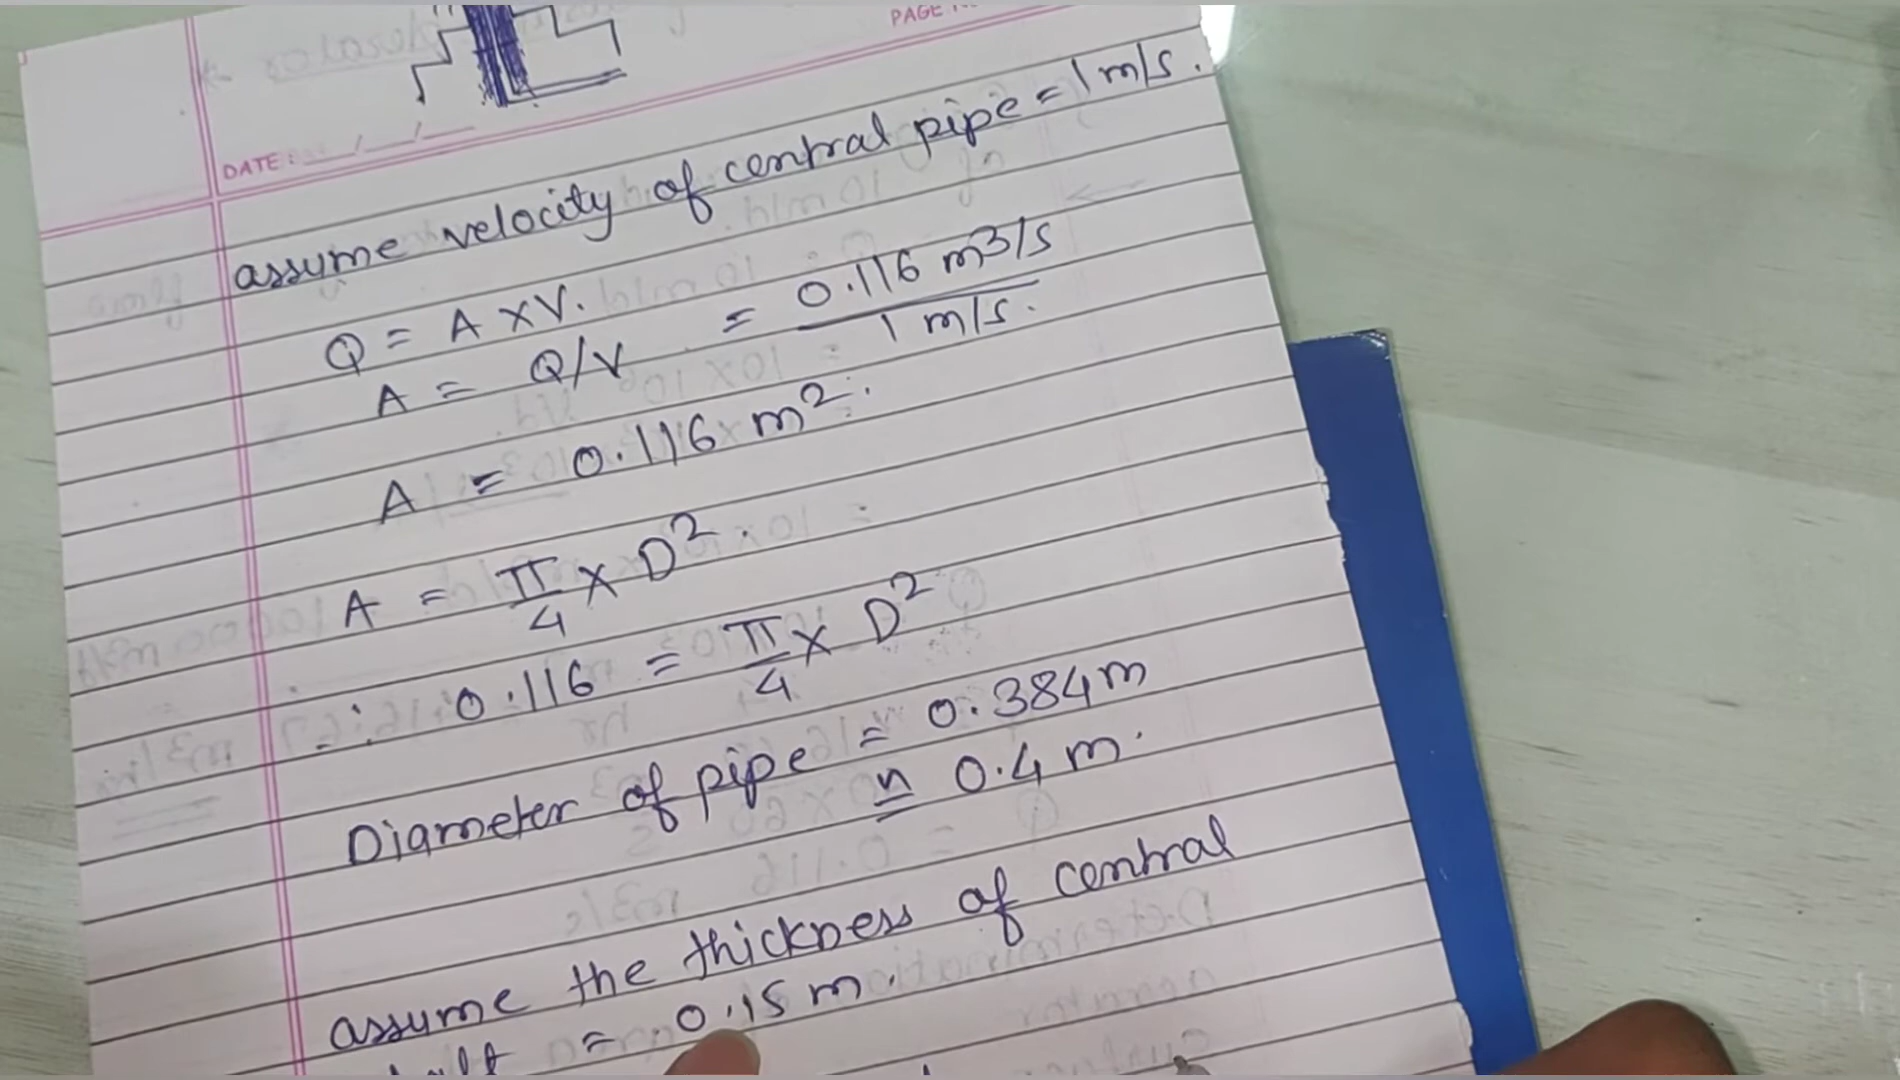 PAGE
DATE: / /
assume velocity of central pipe = 1 m/s.
Q = A x V.
A = Q/V = 0.116 m3/s / 1 m/s.
A = 0.116 m2.
A = π/4 x D2.
∴ 0.116 = π/4 x D2
Diameter of pipe = 0.384m
≃ 0.4 m.
assume the thickness of central
= 0.15 m.